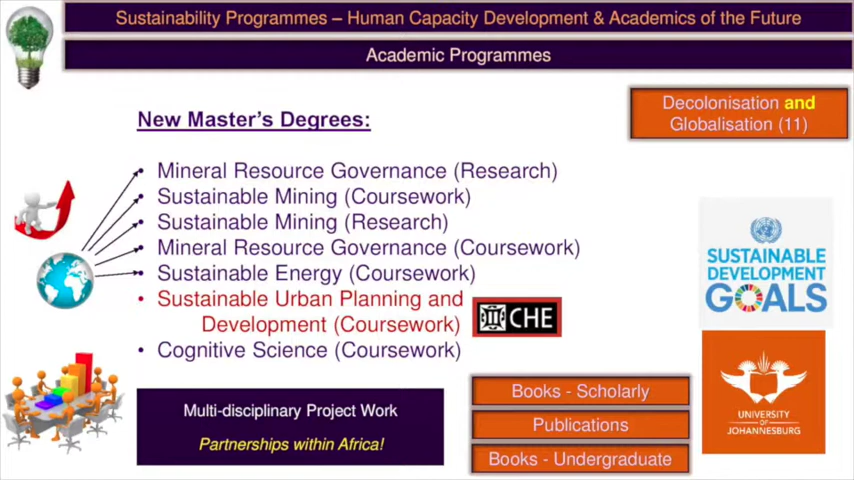 Sustainability Programmes – Human Capacity Development & Academics of the Future
Academic Programmes
Decolonisation and
Globalisation (11)
New Master's Degrees:
• Mineral Resource Governance (Research)
• Sustainable Mining (Coursework)
• Sustainable Mining (Research)
• Mineral Resource Governance (Coursework)
• Sustainable Energy (Coursework)
• Sustainable Urban Planning and
Development (Coursework)
• Cognitive Science (Coursework)
CHE
SUSTAINABLE
DEVELOPMENT
GOALS
UNIVERSITY
OF
JOHANNESBURG
Multi-disciplinary Project Work
Partnerships within Africa!
Books - Scholarly
Publications
Books - Undergraduate